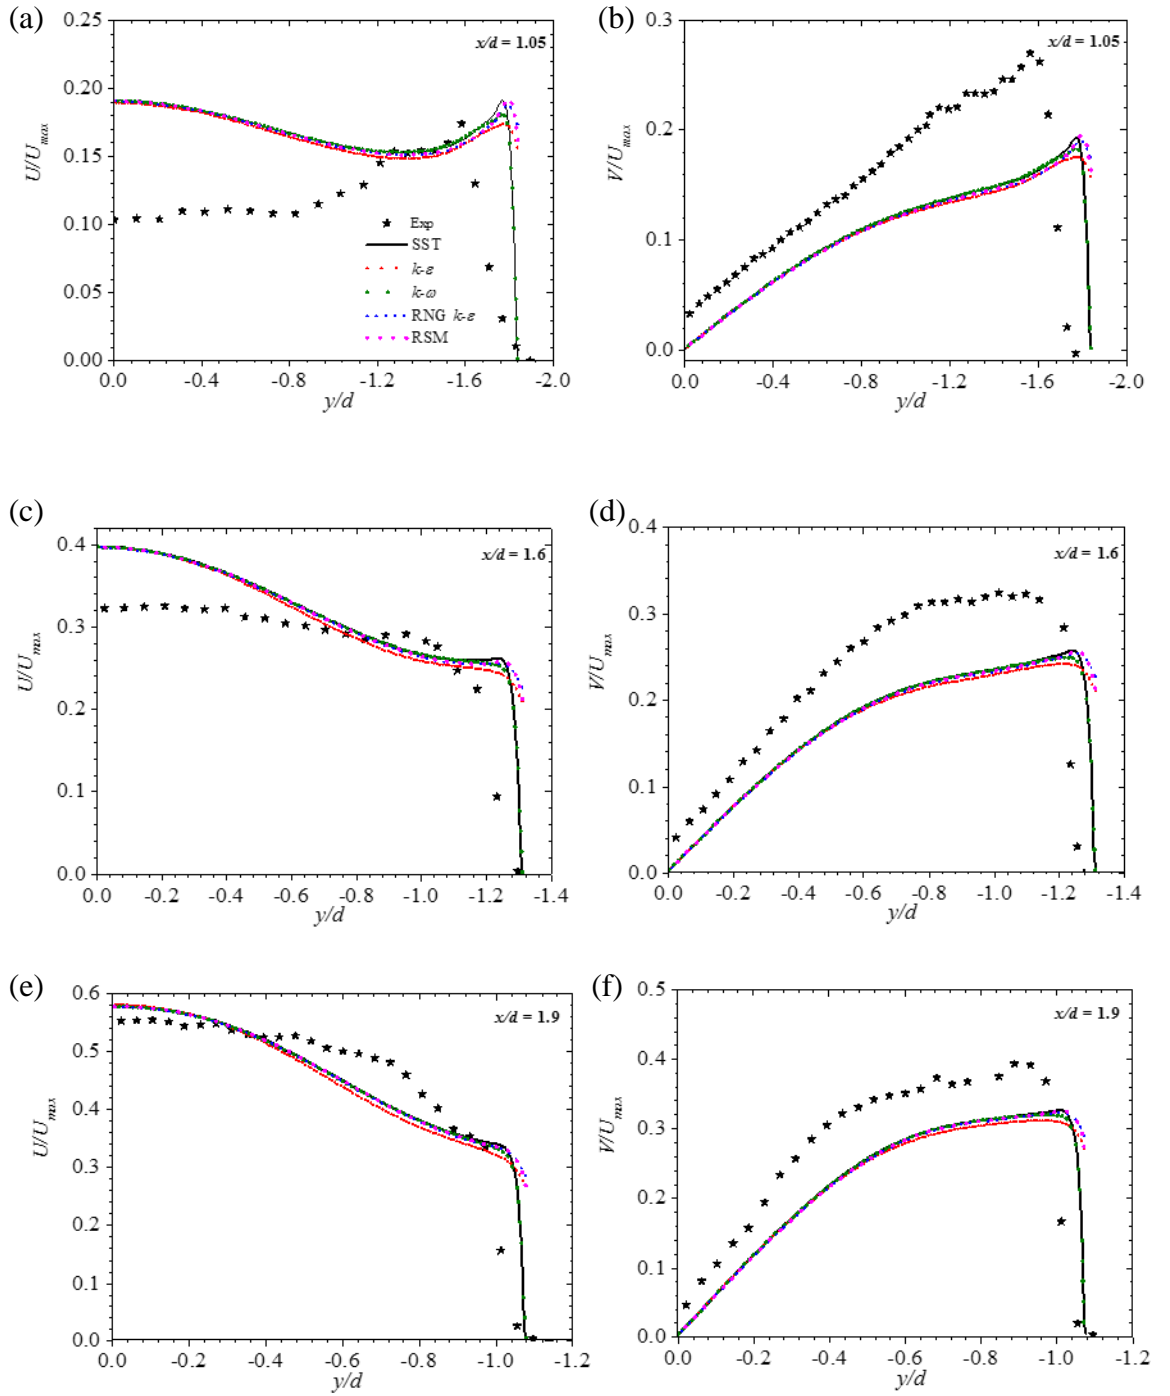 (a)
0.25
0.20
0.15
0.10
0.05
0.00
U/Umax
x/d = 1.05
Exp
SST
k-ε
k-ω
RNG k-ε
RSM
0.0 -0.4 -0.8 -1.2 -1.6 -2.0
y/d
(b)
0.3
0.2
0.1
0.0
V/Umax
x/d = 1.05
0.0 -0.4 -0.8 -1.2 -1.6 -2.0
y/d
(c)
0.4
0.3
0.2
0.1
0.0
U/Umax
x/d = 1.6
0.0 -0.2 -0.4 -0.6 -0.8 -1.0 -1.2 -1.4
y/d
(d)
0.4
0.3
0.2
0.1
0.0
V/Umax
x/d = 1.6
0.0 -0.2 -0.4 -0.6 -0.8 -1.0 -1.2 -1.4
y/d
(e)
0.6
0.5
0.4
0.3
0.2
0.1
0.0
U/Umax
x/d = 1.9
0.0 -0.2 -0.4 -0.6 -0.8 -1.0 -1.2
y/d
(f)
0.5
0.4
0.3
0.2
0.1
0.0
V/Umax
x/d = 1.9
0.0 -0.2 -0.4 -0.6 -0.8 -1.0 -1.2
y/d